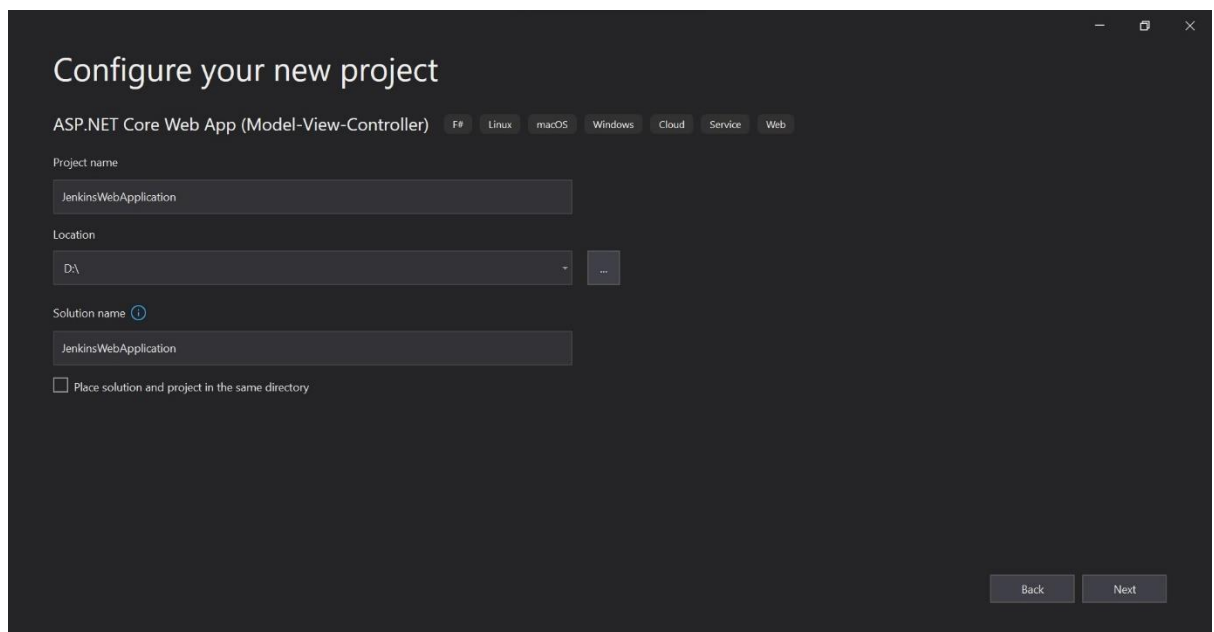 Configure your new project
ASP.NET Core Web App (Model-View-Controller) F# Linux macOS Windows Cloud Service Web
Project name
JenkinsWebApplication
Location
D:\
...
Solution name
JenkinsWebApplication
Place solution and project in the same directory
Back Next